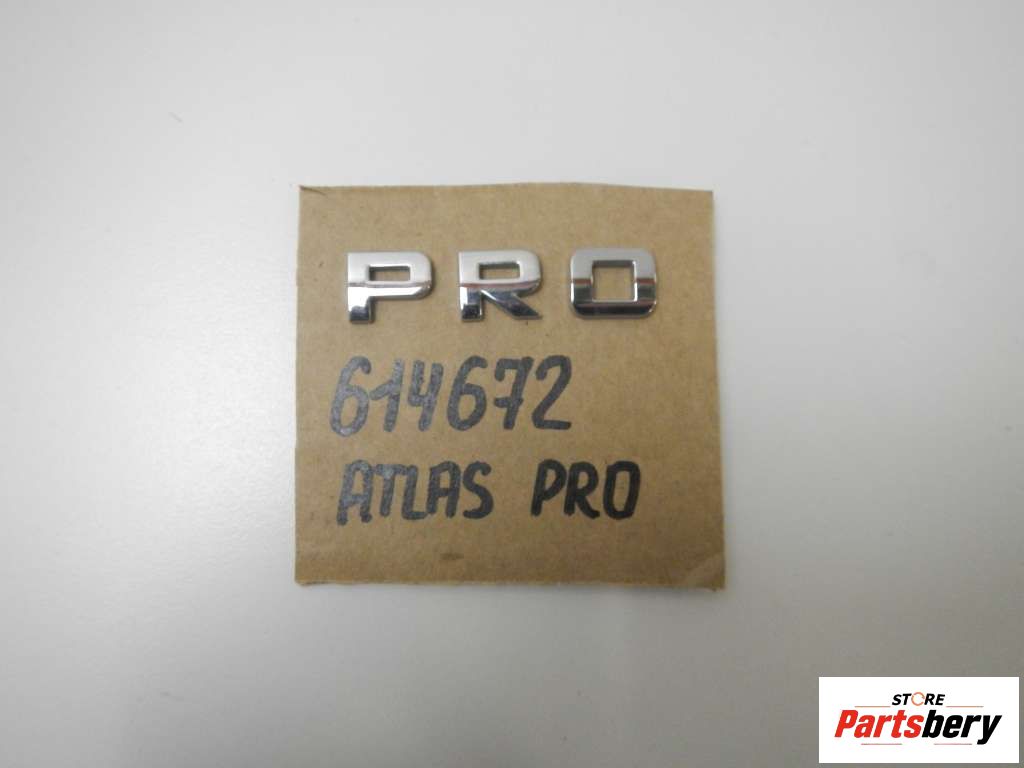 PRO
614672
ATLAS PRO
STORE
Partsbery